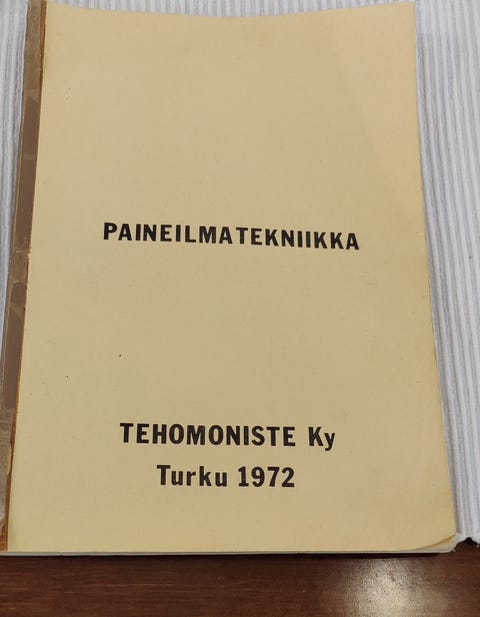 PAINEILMATEKNIIKKA
TEHOMONISTE Ky
Turku 1972